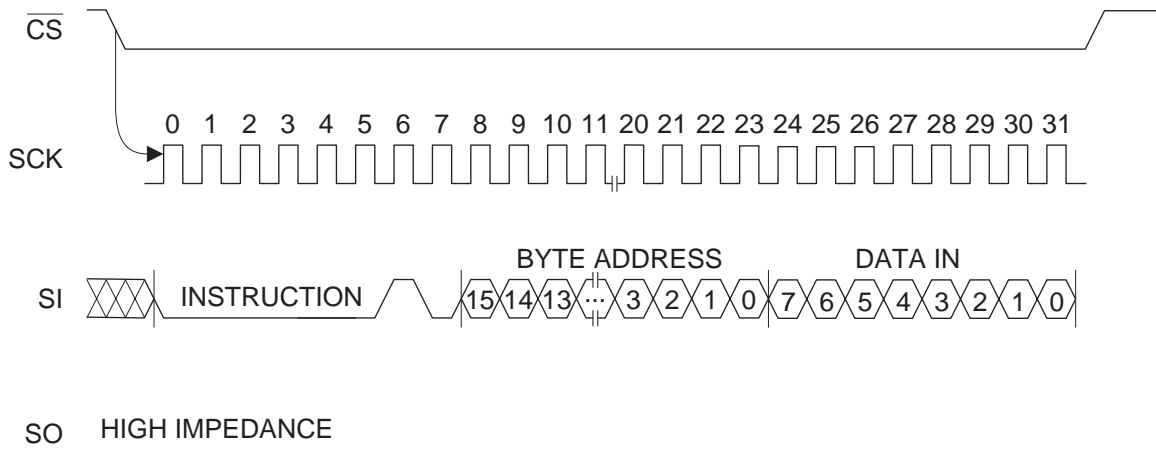 CS
0 1 2 3 4 5 6 7 8 9 10 11 20 21 22 23 24 25 26 27 28 29 30 31
SCK
BYTE ADDRESS DATA IN
SI INSTRUCTION 15 14 13 ... 3 2 1 0 7 6 5 4 3 2 1 0
SO HIGH IMPEDANCE